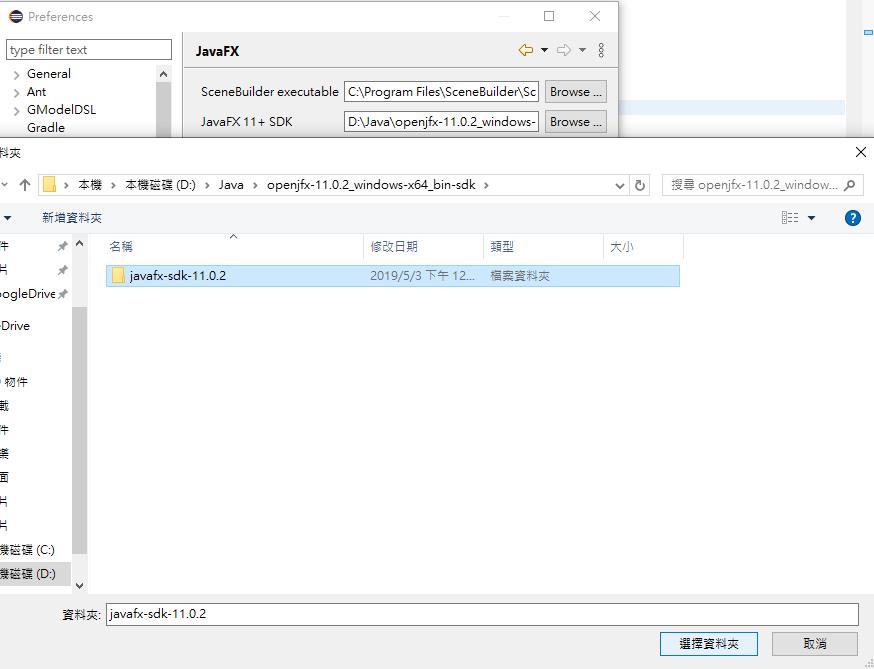 Preferences
type filter text
JavaFX
General
Ant
GModelDSL
Gradle
SceneBuilder executable C:\Program Files\SceneBuilder\Sc Browse ...
JavaFX 11+ SDK D:\Java\openjfx-11.0.2_windows- Browse ...
料夾
本機 本機磁碟 (D:) Java openjfx-11.0.2_windows-x64_bin-sdk
搜尋 openjfx-11.0.2_window...
新增資料夾
名稱 修改日期 類型 大小
javafx-sdk-11.0.2 2019/5/3 下午 12... 檔案資料夾
件
片
oogleDrive
eDrive
物件
載
件
樂
面
片
片
機磁碟 (C:)
機磁碟 (D:)
資料夾: javafx-sdk-11.0.2
選擇資料夾 取消